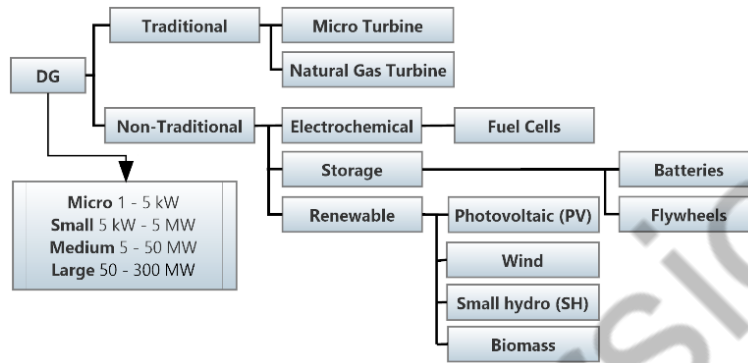 Traditional
Micro Turbine
DG
Natural Gas Turbine
Non-Traditional
Electrochemical
Fuel Cells
Storage
Batteries
Micro 1 - 5 kW
Small 5 kW - 5 MW
Medium 5 - 50 MW
Large 50 - 300 MW
Renewable
Photovoltaic (PV)
Flywheels
Wind
Small hydro (SH)
Biomass